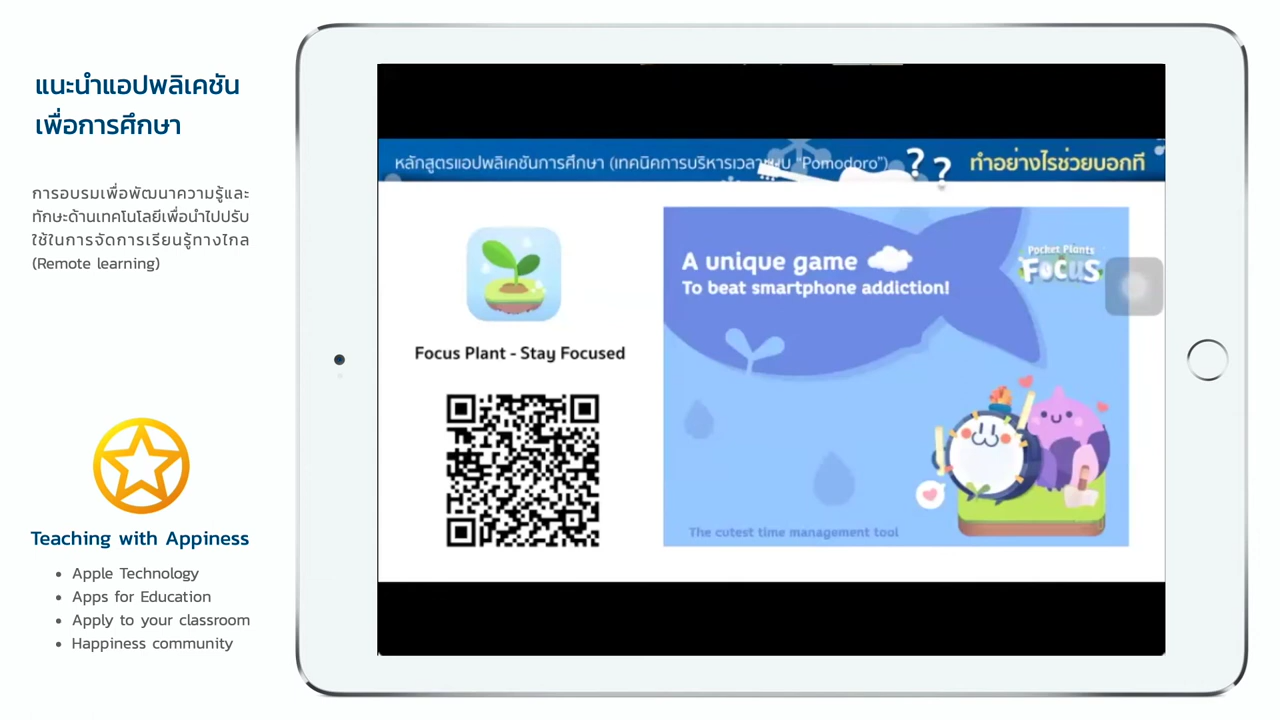 แนะนำแอปพลิเคชัน
เพื่อการศึกษา
การอบรมเพื่อพัฒนาความรู้และ
ทักษะด้านเทคโนโลยีเพื่อนำไปปรับ
ใช้ในการจัดการเรียนรู้ทางไกล
(Remote learning)
Teaching with Appiness
• Apple Technology
• Apps for Education
• Apply to your classroom
• Happiness community
หลักสูตรแอปพลิเคชันการศึกษา (เทคนิคการบริหารเวลาแบบ "Pomodoro")
? ?
ทำอย่างไรช่วยบอกที
Focus Plant - Stay Focused
A unique game
To beat smartphone addiction!
Pocket Plants
FOCUS
The cutest time management tool